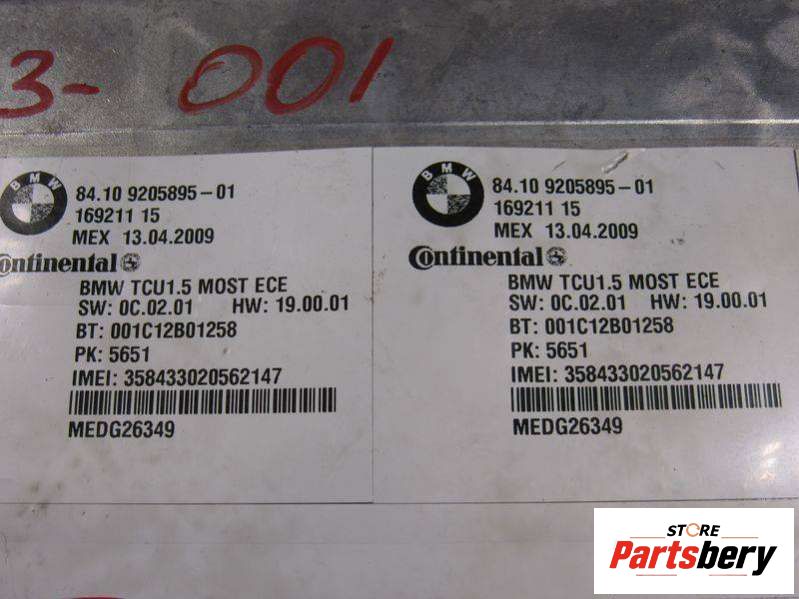 3- 001
BMW
84.10 9205895-01
169211 15
MEX 13.04.2009
Continental
BMW TCU1.5 MOST ECE
SW: 0C.02.01 HW: 19.00.01
BT: 001C12B01258
PK: 5651
IMEI: 358433020562147
MEDG26349
BMW
84.10 9205895-01
169211 15
MEX 13.04.2009
Continental
BMW TCU1.5 MOST ECE
SW: 0C.02.01 HW: 19.00.01
BT: 001C12B01258
PK: 5651
IMEI: 358433020562147
MEDG26349
STORE
Partsbery